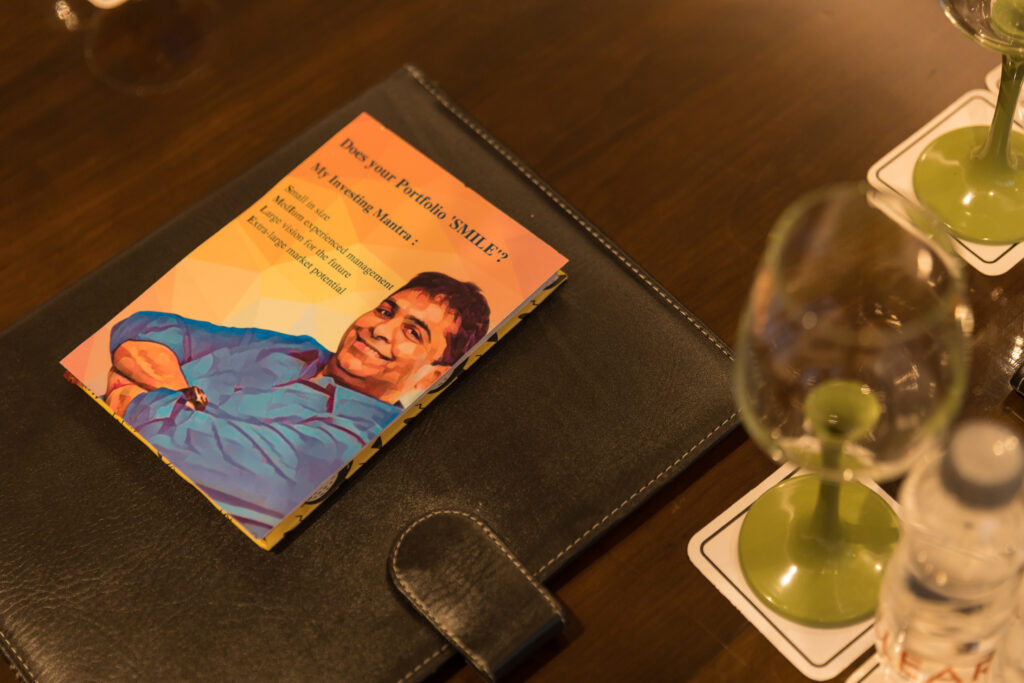 Does your Portfolio 'SMILE'?
My Investing Mantra :
Small in size
Medium experienced management
Large vision for the future
Extra-large market potential